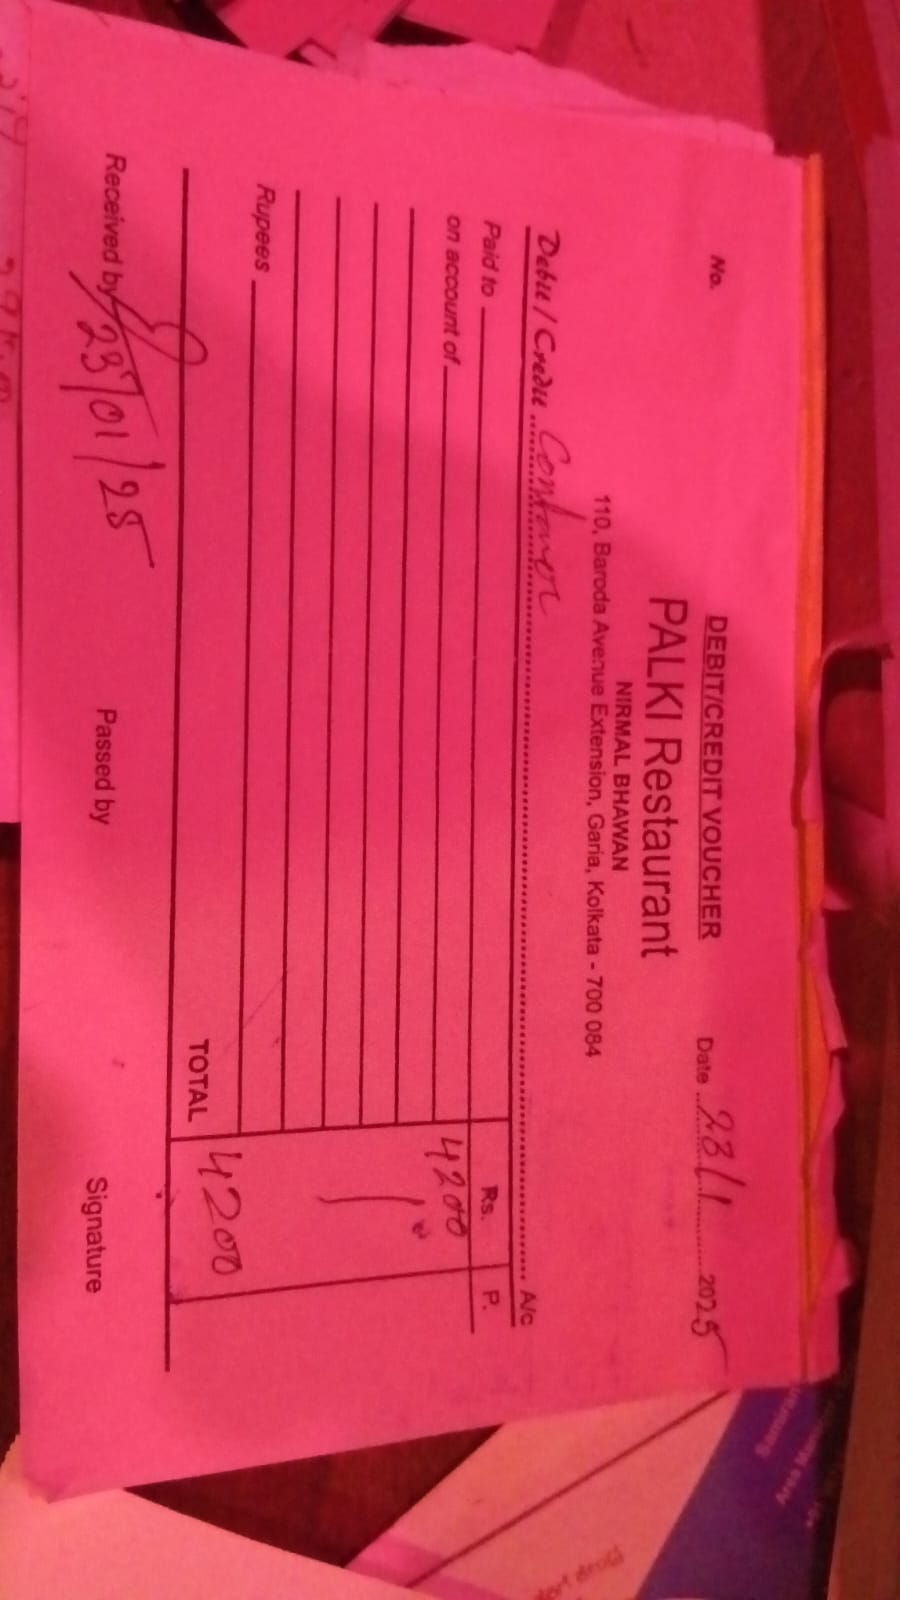 No.
DEBIT/CREDIT VOUCHER
PALKI Restaurant
NIRMAL BHAWAN
110, Baroda Avenue Extension, Garia, Kolkata - 700 084
Date 23/1 2025
Debit / Credit A/c
Paid to Rs. P.
on account of 4200
Rupees
TOTAL 4200
Received by 23/01/25
Passed by
Signature